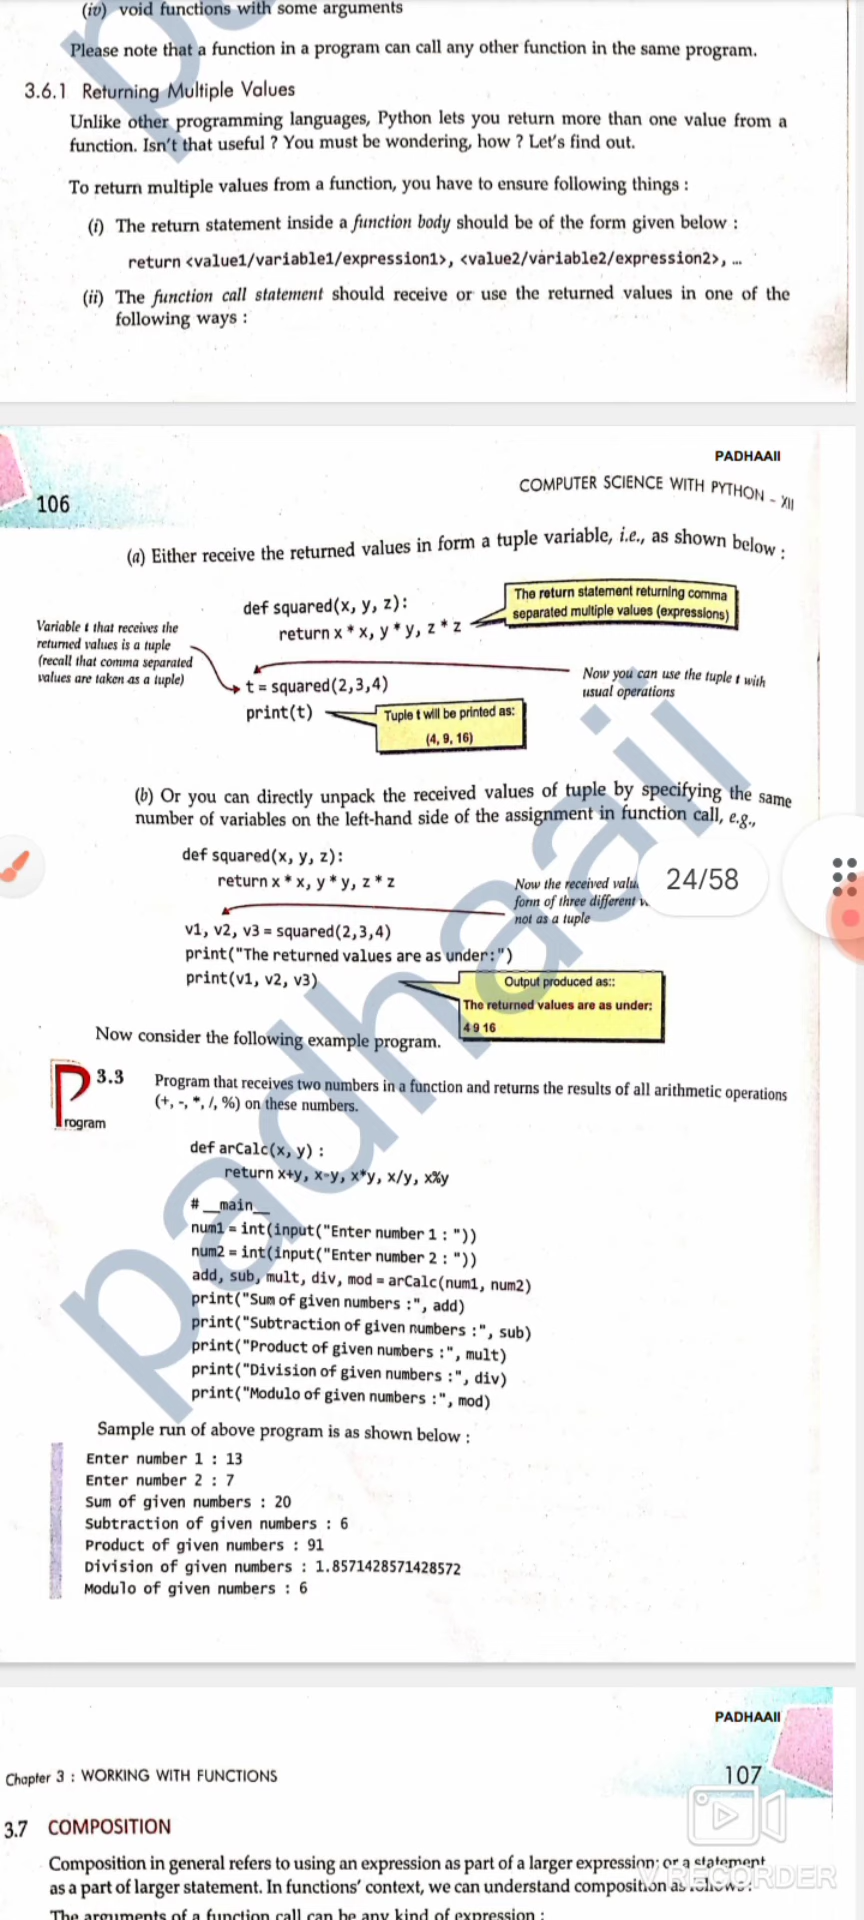 (iv) void functions with some arguments
Please note that a function in a program can call any other function in the same program.
3.6.1 Returning Multiple Values
Unlike other programming languages, Python lets you return more than one value from a
function. Isn't that useful ? You must be wondering, how ? Let's find out.
To return multiple values from a function, you have to ensure following things :
(i) The return statement inside a function body should be of the form given below :
return <value1/variable1/expression1>, <value2/variable2/expression2>, ...
(ii) The function call statement should receive or use the returned values in one of the
following ways :
PADHAAII
106
COMPUTER SCIENCE WITH PYTHON - XII
(a) Either receive the returned values in form a tuple variable, i.e., as shown below :
def squared(x, y, z):
return x * x, y * y, z * z
The return statement returning comma
separated multiple values (expressions)
Variable t that receives the
returned values is a tuple
(recall that comma separated
values are taken as a tuple)
t = squared(2,3,4)
print(t)
Now you can use the tuple t with
usual operations
Tuple t will be printed as:
(4, 9, 16)
(b) Or you can directly unpack the received values of tuple by specifying the same
number of variables on the left-hand side of the assignment in function call, e.g.,
def squared(x, y, z):
return x * x, y * y, z * z
Now the received
form of three different
not as a tuple
24/58
v1, v2, v3 = squared(2,3,4)
print("The returned values are as under:")
print(v1, v2, v3)
Output produced as::
The returned values are as under:
4 9 16
Now consider the following example program.
Program 3.3 Program that receives two numbers in a function and returns the results of all arithmetic operations
(+, -, *, /, %) on these numbers.
def arCalc(x, y) :
return x+y, x-y, x*y, x/y, x%y
# __main__
num1 = int(input("Enter number 1 : "))
num2 = int(input("Enter number 2 : "))
add, sub, mult, div, mod = arCalc(num1, num2)
print("Sum of given numbers :", add)
print("Subtraction of given numbers :", sub)
print("Product of given numbers :", mult)
print("Division of given numbers :", div)
print("Modulo of given numbers :", mod)
Sample run of above program is as shown below :
Enter number 1 : 13
Enter number 2 : 7
Sum of given numbers : 20
Subtraction of given numbers : 6
Product of given numbers : 91
Division of given numbers : 1.8571428571428572
Modulo of given numbers : 6
padhaaii
PADHAAII
Chapter 3 : WORKING WITH FUNCTIONS
107
3.7 COMPOSITION
Composition in general refers to using an expression as part of a larger expression; or a statement
as a part of larger statement. In functions' context, we can understand composition as follows :
V RECORDER
The arguments of a function call can be any kind of expression :